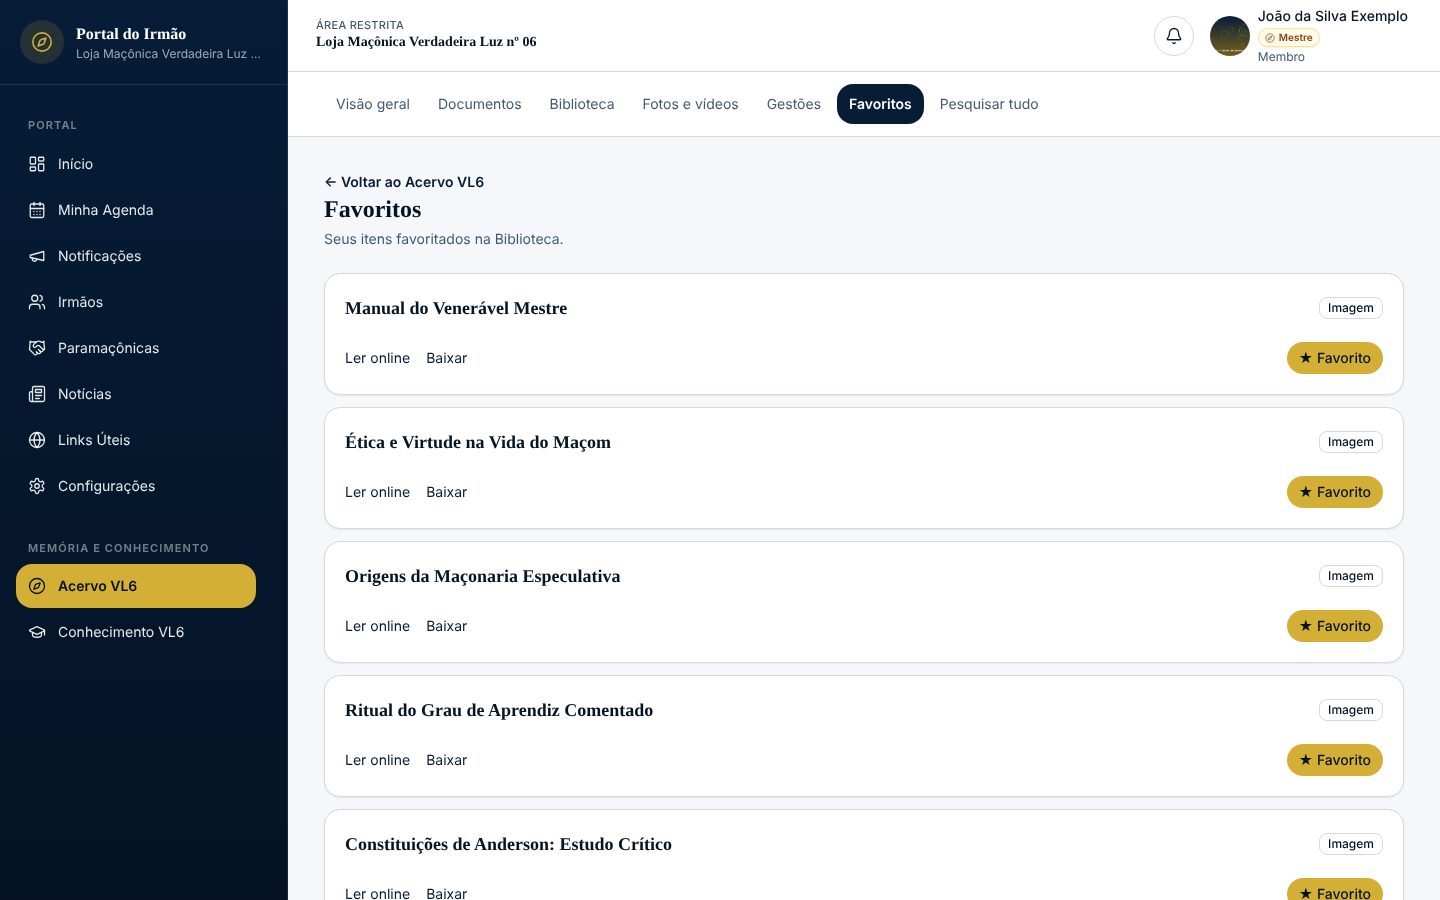 Portal do Irmão
Loja Maçônica Verdadeira Luz ...
PORTAL
Início
Minha Agenda
Notificações
Irmãos
Paramaçônicas
Notícias
Links Úteis
Configurações
MEMÓRIA E CONHECIMENTO
Acervo VL6
Conhecimento VL6
ÁREA RESTRITA
Loja Maçônica Verdadeira Luz nº 06
João da Silva Exemplo
Mestre
Membro
Visão geral Documentos Biblioteca Fotos e vídeos Gestões Favoritos Pesquisar tudo
← Voltar ao Acervo VL6
Favoritos
Seus itens favoritados na Biblioteca.
Manual do Venerável Mestre Imagem
Ler online Baixar ★ Favorito
Ética e Virtude na Vida do Maçom Imagem
Ler online Baixar ★ Favorito
Origens da Maçonaria Especulativa Imagem
Ler online Baixar ★ Favorito
Ritual do Grau de Aprendiz Comentado Imagem
Ler online Baixar ★ Favorito
Constituições de Anderson: Estudo Crítico Imagem
Ler online Baixar ★ Favorito